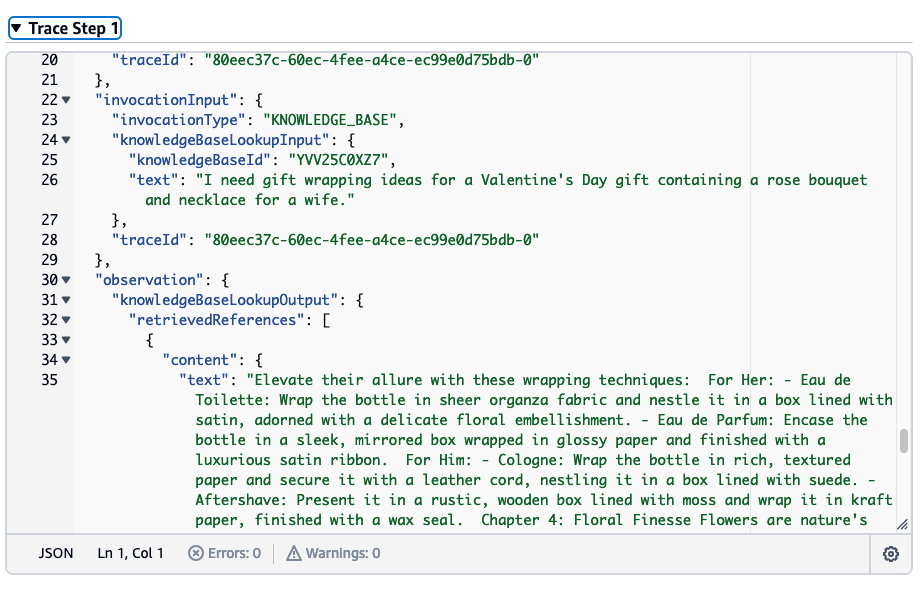 ▼ Trace Step 1
20 "traceId": "80eec37c-60ec-4fee-a4ce-ec99e0d75bdb-0"
21 },
22 "invocationInput": {
23 "invocationType": "KNOWLEDGE_BASE",
24 "knowledgeBaseLookupInput": {
25 "knowledgeBaseId": "YVV25C0XZ7",
26 "text": "I need gift wrapping ideas for a Valentine's Day gift containing a rose bouquet
and necklace for a wife."
27 },
28 "traceId": "80eec37c-60ec-4fee-a4ce-ec99e0d75bdb-0"
29 },
30 "observation": {
31 "knowledgeBaseLookupOutput": {
32 "retrievedReferences": [
33 {
34 "content": {
35 "text": "Elevate their allure with these wrapping techniques:  For Her: - Eau de
Toilette: Wrap the bottle in sheer organza fabric and nestle it in a box lined with
satin, adorned with a delicate floral embellishment. - Eau de Parfum: Encase the
bottle in a sleek, mirrored box wrapped in glossy paper and finished with a
luxurious satin ribbon.  For Him: - Cologne: Wrap the bottle in rich, textured
paper and secure it with a leather cord, nestling it in a box lined with suede. -
Aftershave: Present it in a rustic, wooden box lined with moss and wrap it in kraft
paper, finished with a wax seal.  Chapter 4: Floral Finesse Flowers are nature's
JSON Ln 1, Col 1 Errors: 0 Warnings: 0